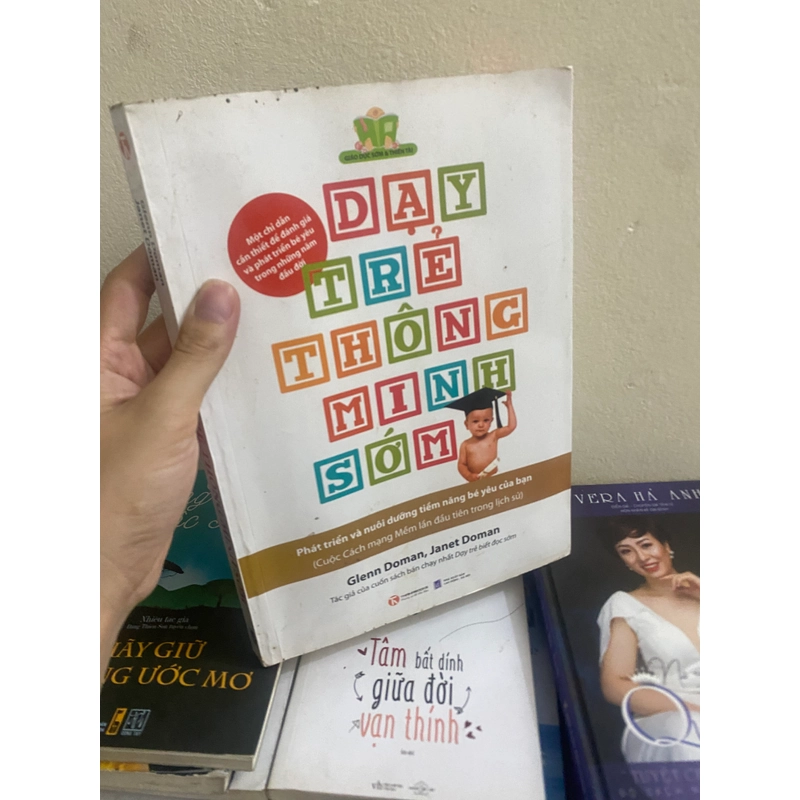 GIÁO DỤC SỚM & THIÊN TÀI
Một chỉ dẫn
cần thiết để đánh giá
và phát triển bé yêu
trong những năm
đầu đời
DẠY
TRẺ
THÔNG
MINH
SỚM
Phát triển và nuôi dưỡng tiềm năng bé yêu của bạn
(Cuộc Cách mạng Mềm lần đầu tiên trong lịch sử)
Glenn Doman, Janet Doman
Tác giả của cuốn sách bán chạy nhất Dạy trẻ biết đọc sớm
Nhiều tác giả
HÃY GIỮ
ƯỚC MƠ
Tâm bất dính
giữa đời
vạn thính
VERA HÀ ANH